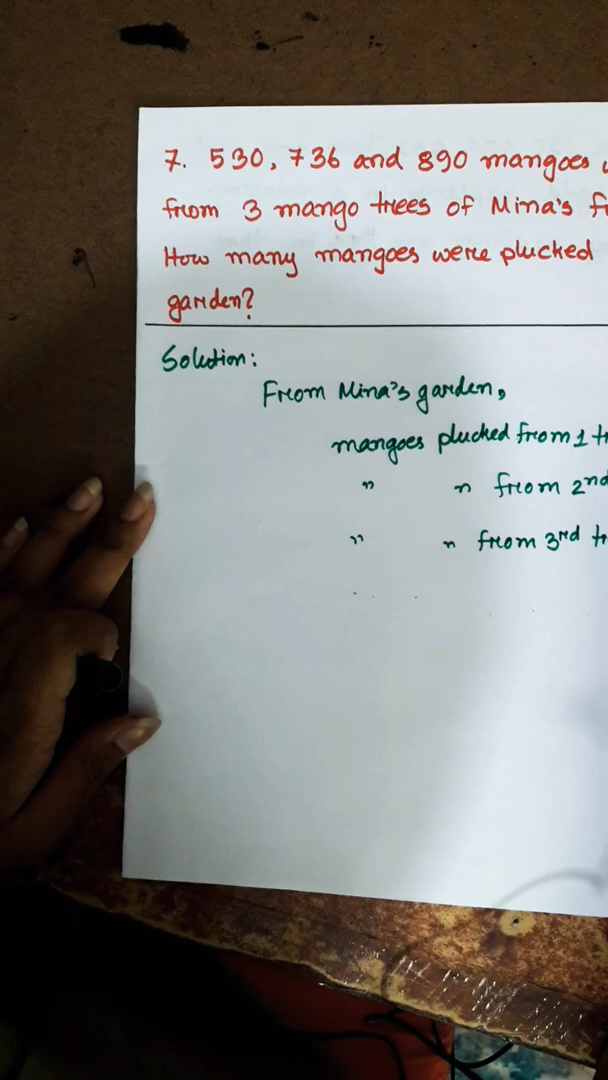 7. 530, 736 and 890 mangoes
from 3 mango trees of Mina's
How many mangoes were plucked
garden?
Solution:
From Mina's garden,
mangoes plucked from 1
" " from 2nd
" " from 3rd